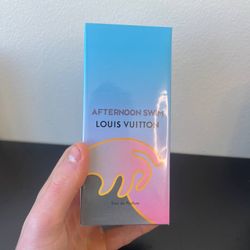 AFTERNOON SWIM
LOUIS VUITTON
Eau de Parfum